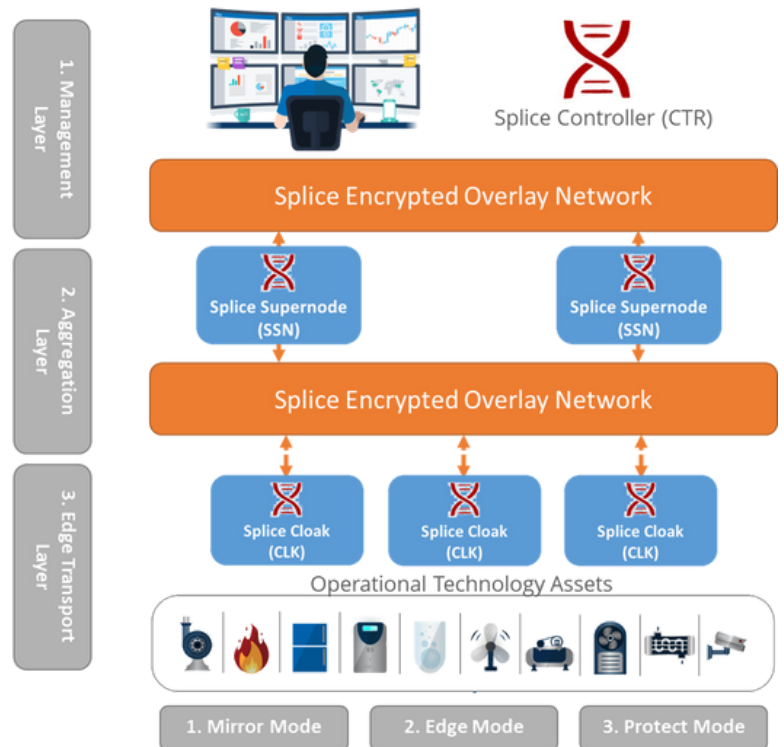 1. Management
Layer
Splice Controller (CTR)
Splice Encrypted Overlay Network
2. Aggregation
Layer
Splice Supernode
(SSN)
Splice Supernode
(SSN)
Splice Encrypted Overlay Network
3. Edge Transport
Layer
Splice Cloak
(CLK)
Splice Cloak
(CLK)
Splice Cloak
(CLK)
Operational Technology Assets
1. Mirror Mode
2. Edge Mode
3. Protect Mode